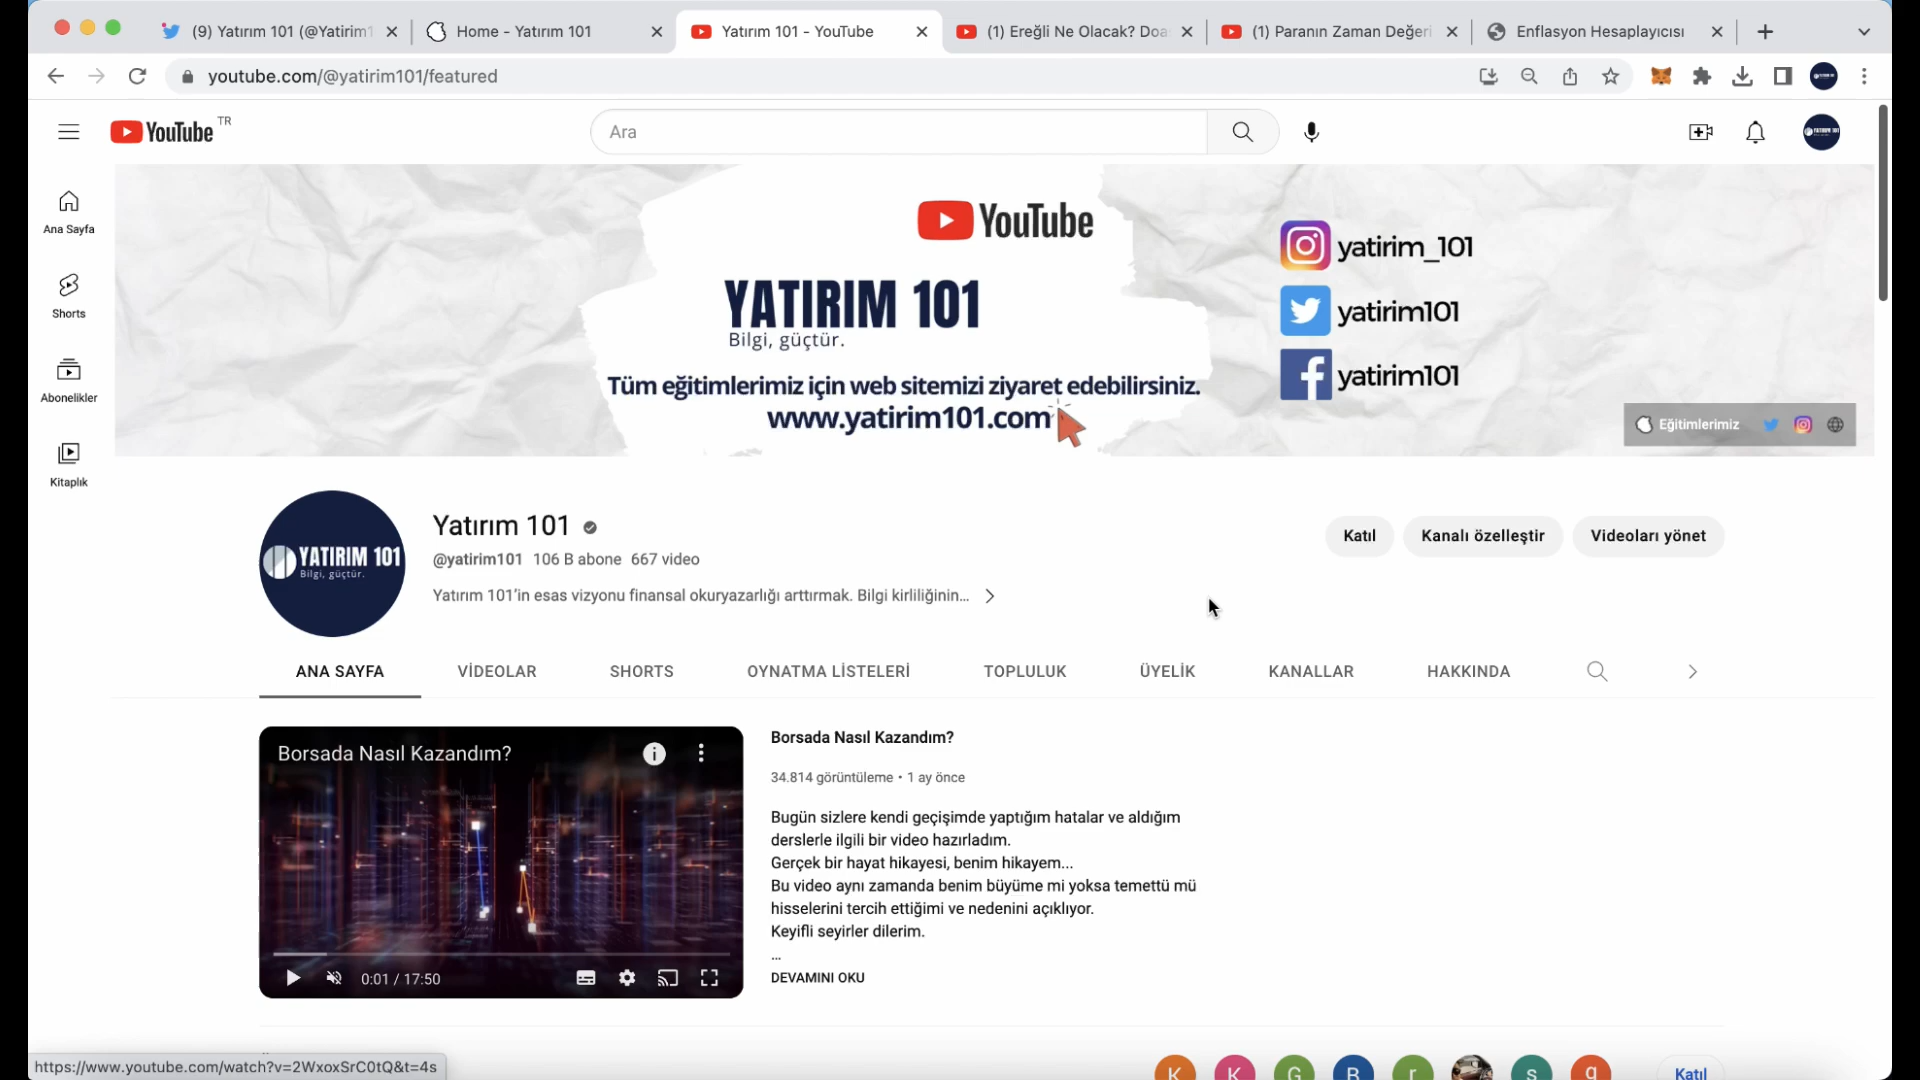 (9) Yatırım 101 (@Yatirim1
Home - Yatırım 101
Yatırım 101 - YouTube
(1) Ereğli Ne Olacak? Doa
(1) Paranın Zaman Değeri
Enflasyon Hesaplayıcısı
youtube.com/@yatirim101/featured
YouTube TR
Ara
YATIRIM 101
Ana Sayfa
Shorts
Abonelikler
Kitaplık
YouTube
YATIRIM 101
Bilgi, güçtür.
Tüm eğitimlerimiz için web sitemizi ziyaret edebilirsiniz.
www.yatirim101.com
yatirim_101
yatirim101
yatirim101
Eğitimlerimiz
YATIRIM 101
Bilgi, güçtür.
Yatırım 101
@yatirim101 106 B abone 667 video
Yatırım 101'in esas vizyonu finansal okuryazarlığı arttırmak. Bilgi kirliliğinin...
Katıl
Kanalı özelleştir
Videoları yönet
ANA SAYFA
VİDEOLAR
SHORTS
OYNATMA LİSTELERİ
TOPLULUK
ÜYELİK
KANALLAR
HAKKINDA
Borsada Nasıl Kazandım?
0:01 / 17:50
Borsada Nasıl Kazandım?
34.814 görüntüleme • 1 ay önce
Bugün sizlere kendi geçişimde yaptığım hatalar ve aldığım
derslerle ilgili bir video hazırladım.
Gerçek bir hayat hikayesi, benim hikayem...
Bu video aynı zamanda benim büyüme mi yoksa temettü mü
hisselerini tercih ettiğimi ve nedenini açıklıyor.
Keyifli seyirler dilerim.
...
DEVAMINI OKU
K K G B r s g
Katıl
https://www.youtube.com/watch?v=2WxoxSrC0tQ&t=4s